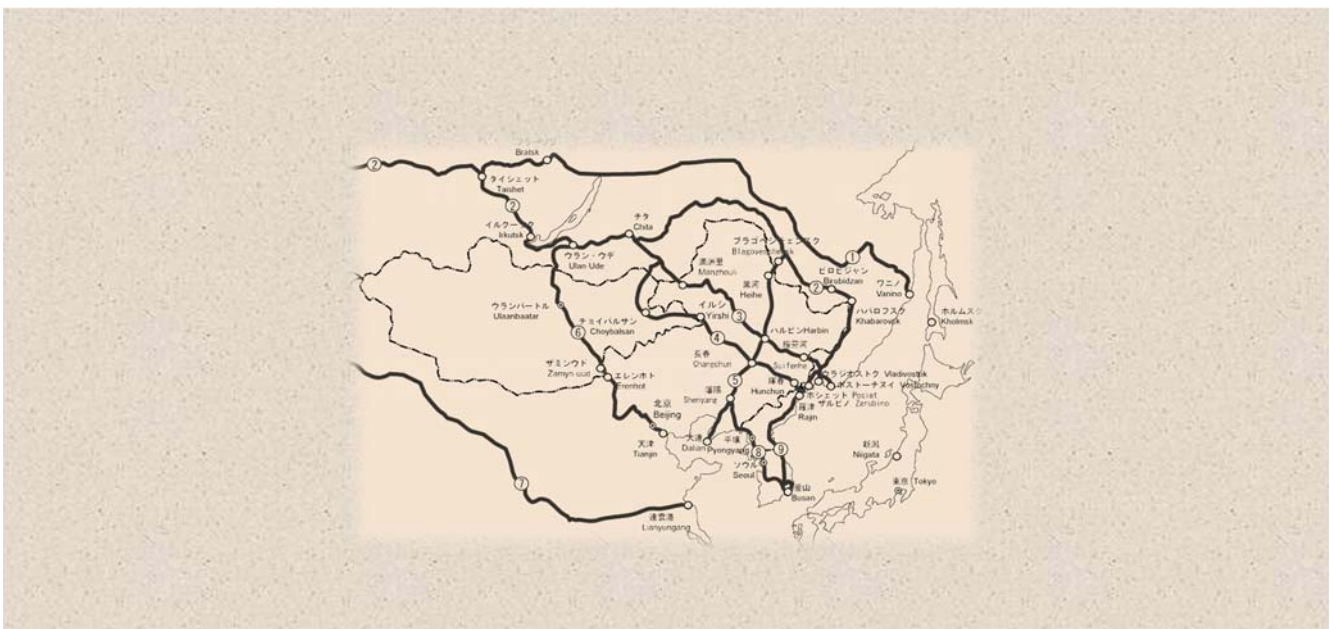 ②
Bratsk
タイシェット
Taishet
②
イルクーツク
Irkutsk
チタ
Chita
ウラン・ウデ
Ulan Ude
満洲里
Manzhouli
ブラゴベシチェンスク
Blagoveshchensk
①
②
ビロビジャン
Birobidzan
ワニノ
Vanino
黒河
Heihe
ハバロフスク
Khabarovsk
ホルムスク
Kholmsk
ウランバートル
Ulaanbaatar
チョイバルサン
Choybalsan
イルシ
Yirshi
③
⑥
④
ハルビン Harbin
綏芬河
Suifenhe
ザミンウド
Zamyn uud
エレンホト
Erenhot
長春
Changchun
⑤
瀋陽
Shenyang
琿春
Hunchun
ウラジオストク Vladivostok
ボストーチヌイ Vostochny
ポシェット Posiet
ザルビノ Zarubino
羅津
Rajin
北京
Beijing
天津
Tianjin
大連
Dalian
平壌
Pyongyang
⑧
⑨
ソウル
Seoul
釜山
Busan
新潟
Niigata
東京 Tokyo
⑦
連雲港
Lianyungang